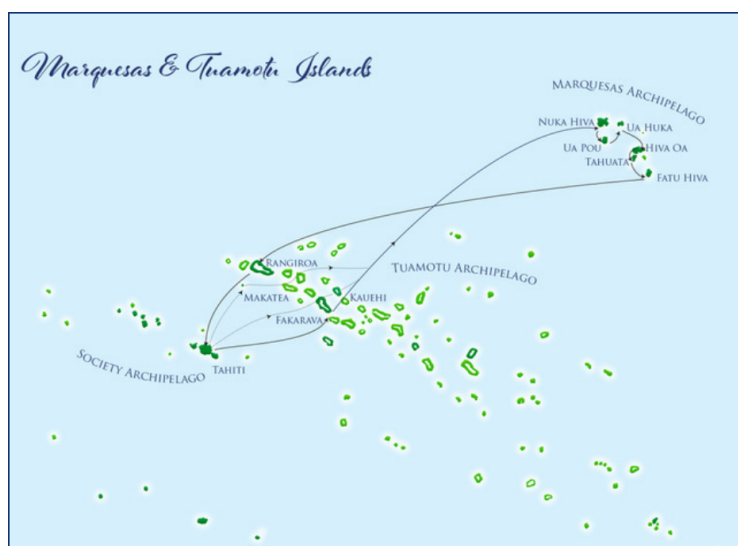 Marquesas & Tuamotu Islands
MARQUESAS ARCHIPELAGO
NUKA HIVA
UA HUKA
UA POU
HIVA OA
TAHUATA
FATU HIVA
RANGIROA
TUAMOTU ARCHIPELAGO
MAKATEA
KAUEHI
FAKARAVA
SOCIETY ARCHIPELAGO
TAHITI